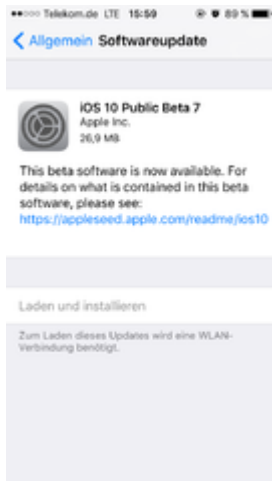 Telekom.de LTE 15:59 89 %
Allgemein Softwareupdate
iOS 10 Public Beta 7
Apple Inc.
26,9 MB
This beta software is now available. For
details on what is contained in this beta
software, please see:
https://appleseed.apple.com/readme/ios10
Laden und installieren
Zum Laden dieses Updates wird eine WLAN-
Verbindung benötigt.